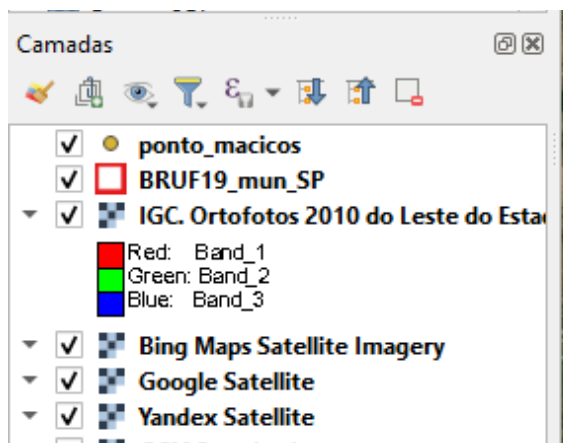 Camadas
ponto_macicos
BRUF19_mun_SP
IGC. Ortofotos 2010 do Leste do Esta
Red: Band_1
Green: Band_2
Blue: Band_3
Bing Maps Satellite Imagery
Google Satellite
Yandex Satellite